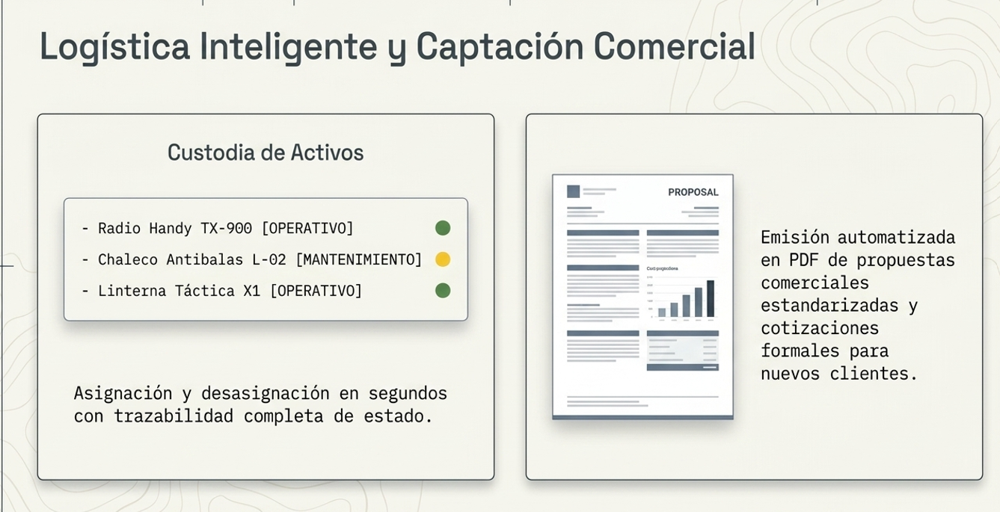 Logística Inteligente y Captación Comercial
Custodia de Activos
- Radio Handy TX-900 [OPERATIVO]
- Chaleco Antibalas L-02 [MANTENIMIENTO]
- Linterna Táctica X1 [OPERATIVO]
Asignación y desasignación en segundos
con trazabilidad completa de estado.
PROPOSAL
Emisión automatizada
en PDF de propuestas
comerciales
estandarizadas y
cotizaciones
formales para
nuevos clientes.